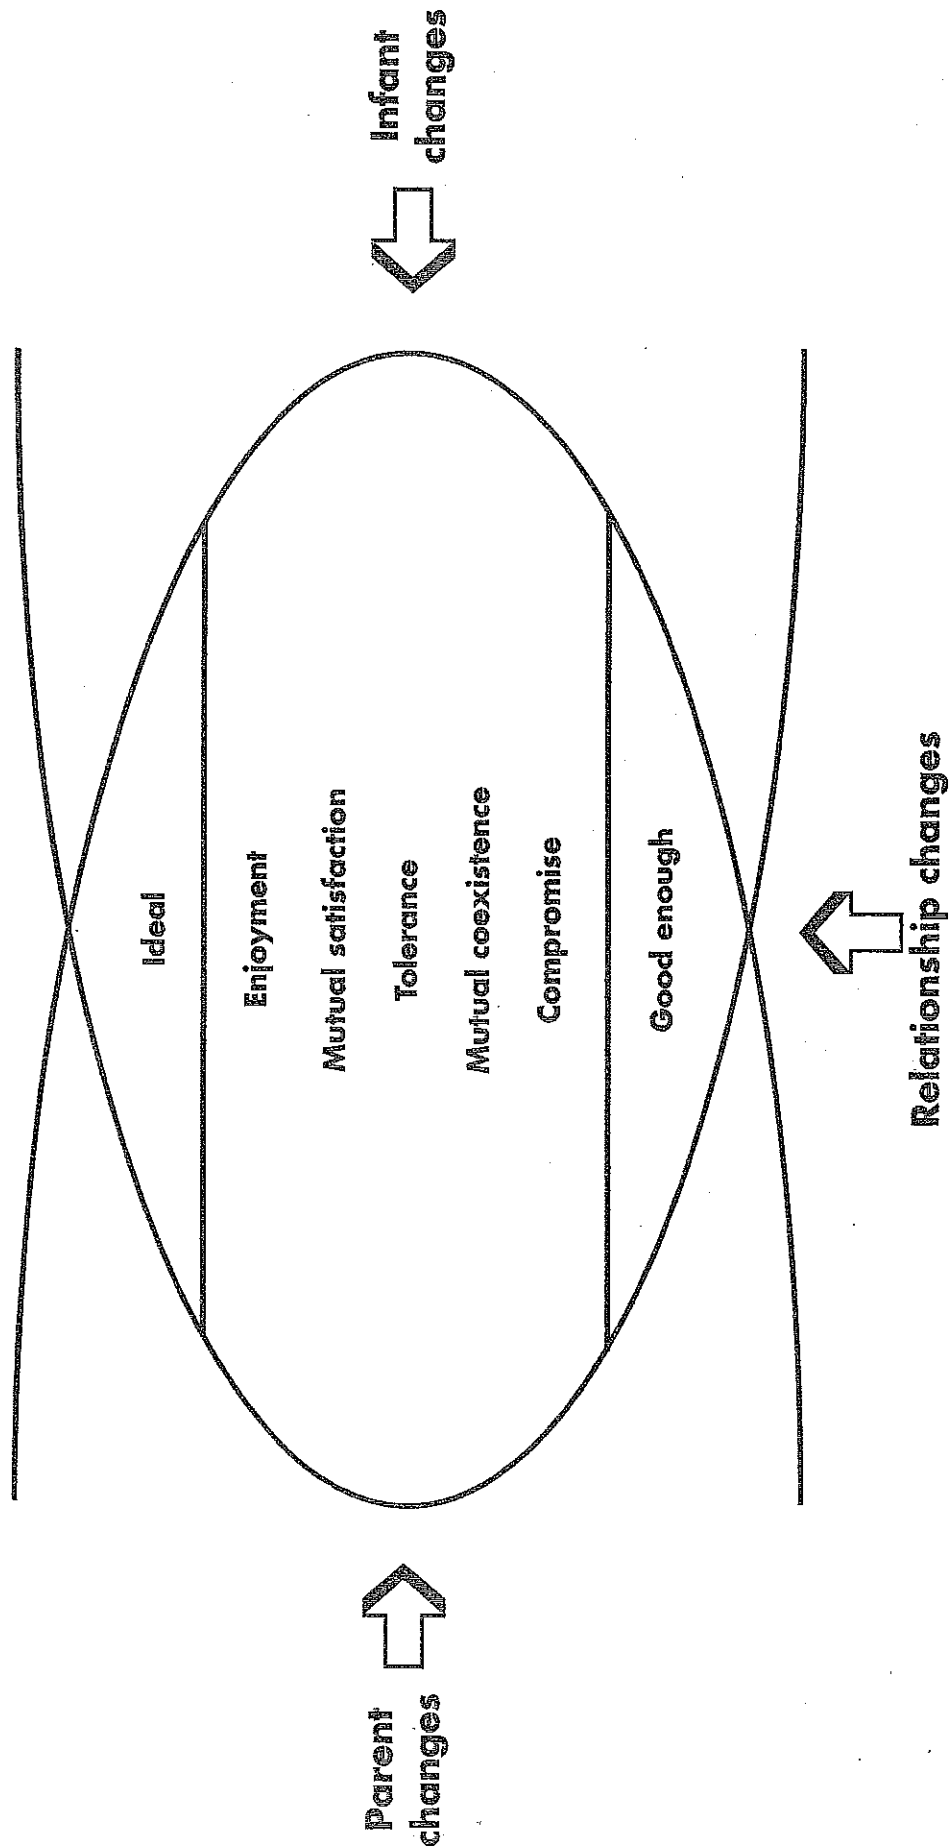 Ideal
Enjoyment
Mutual satisfaction
Tolerance
Mutual coexistence
Compromise
Good enough
Parent
changes
Infant
changes
Relationship changes